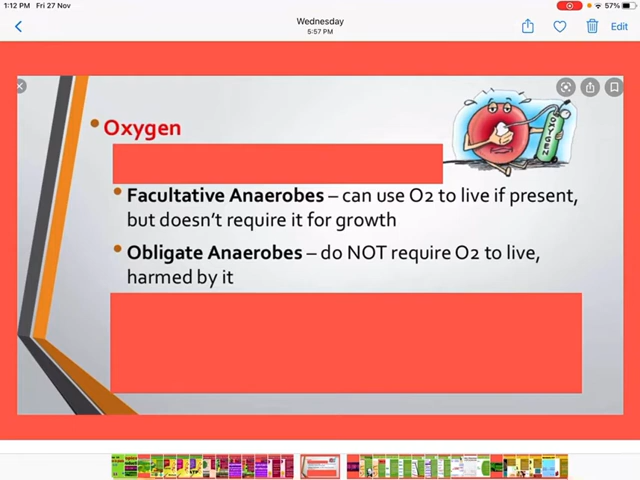 1:12 PM Fri 27 Nov
57%
Wednesday
5:57 PM
Edit
Oxygen
OXYGEN
Facultative Anaerobes – can use O2 to live if present,
but doesn't require it for growth
Obligate Anaerobes – do NOT require O2 to live,
harmed by it